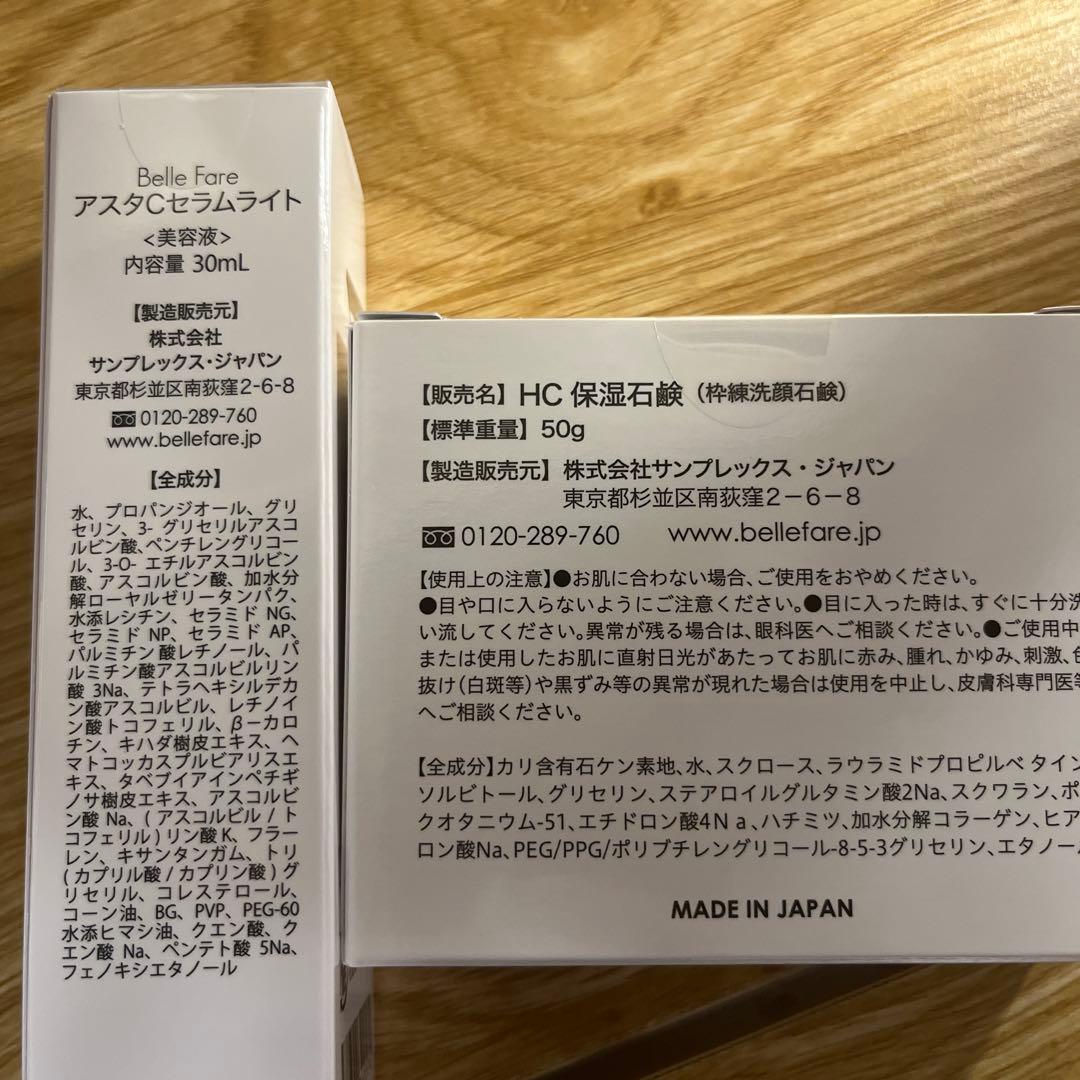 Belle Fare
アスタCセラムライト
<美容液>
内容量 30mL
【製造販売元】
株式会社
サンプレックス・ジャパン
東京都杉並区南荻窪2-6-8
0120-289-760
www.bellefare.jp
【全成分】
水、プロパンジオール、グリ
セリン、3- グリセリルアスコ
ルビン酸、ペンチレングリコー
ル、3-O- エチルアスコルビン
酸、アスコルビン酸、加水分
解ローヤルゼリータンパク、
水添レシチン、セラミド NG、
セラミド NP、セラミド AP、
パルミチン酸レチノール、パ
ルミチン酸アスコルビルリン
酸 3Na、テトラヘキシルデカ
ン酸アスコルビル、レチノイ
ン酸トコフェリル、βーカロ
チン、キハダ樹皮エキス、ヘ
マトコッカスプルビアリスエ
キス、タベブイアインペチギ
ノサ樹皮エキス、アスコルビ
ン酸 Na、( アスコルビル / ト
コフェリル ) リン酸 K、フラー
レン、キサンタンガム、トリ
( カプリル酸 / カプリン酸 ) グ
リセリル、コレステロール、
コーン油、BG、PVP、PEG-60
水添ヒマシ油、クエン酸、ク
エン酸 Na、ペンテト酸 5Na、
フェノキシエタノール
【販売名】 HC 保湿石鹸（枠練洗顔石鹸）
【標準重量】 50g
【製造販売元】 株式会社サンプレックス・ジャパン
東京都杉並区南荻窪2－6－8
0120-289-760 www.bellefare.jp
【使用上の注意】●お肌に合わない場合、ご使用をおやめください。
●目や口に入らないようにご注意ください。●目に入った時は、すぐに十分洗
い流してください。異常が残る場合は、眼科医へご相談ください。●ご使用中
または使用したお肌に直射日光があたってお肌に赤み、腫れ、かゆみ、刺激、色
抜け（白斑等）や黒ずみ等の異常が現れた場合は使用を中止し、皮膚科専門医等
へご相談ください。
【全成分】カリ含有石ケン素地、水、スクロース、ラウラミドプロピルベ タイン
ソルビトール、グリセリン、ステアロイルグルタミン酸2Na、スクワラン、ポ
クオタニウム-51、エチドロン酸4Ｎａ、ハチミツ、加水分解コラーゲン、ヒア
ロン酸Na、PEG/PPG/ポリブチレングリコール-8-5-3グリセリン、エタノー
MADE IN JAPAN